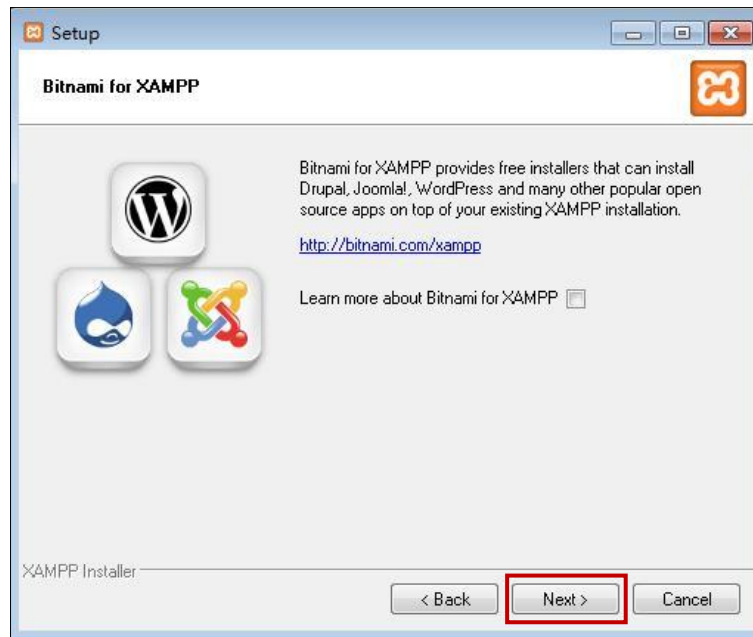 Setup
Bitnami for XAMPP
Bitnami for XAMPP provides free installers that can install
Drupal, Joomla!, WordPress and many other popular open
source apps on top of your existing XAMPP installation.
http://bitnami.com/xampp
Learn more about Bitnami for XAMPP
XAMPP Installer
< Back Next > Cancel